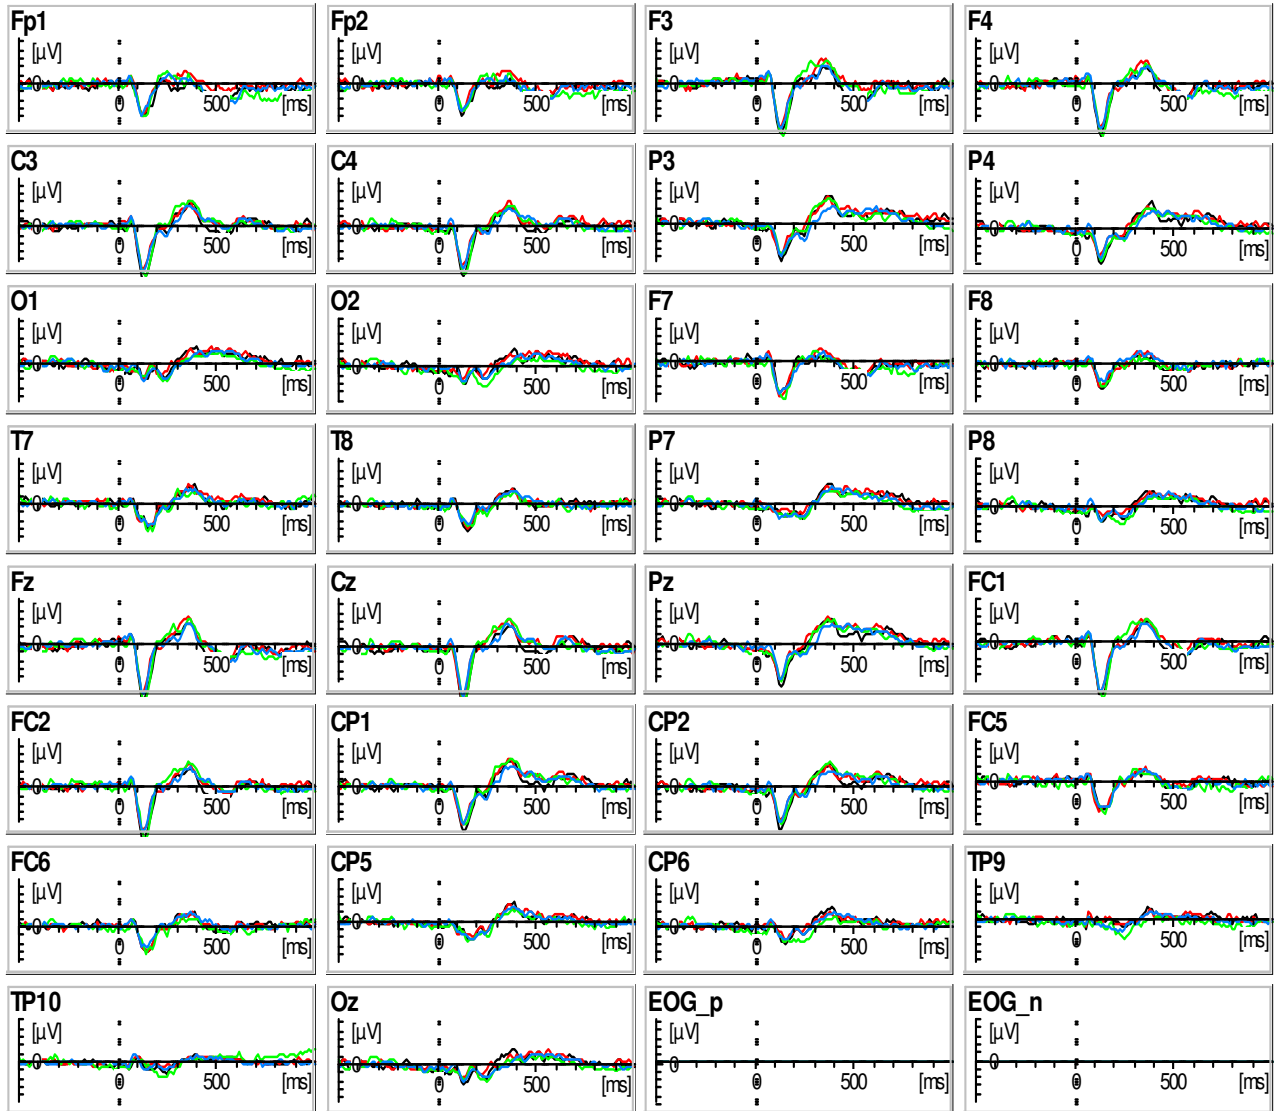 Fp1 Fp2 F3 F4
[µV] [µV] [µV] [µV]
0 0 0 0
0 500 [ms] 0 500 [ms] 0 500 [ms] 0 500 [ms]
C3 C4 P3 P4
[µV] [µV] [µV] [µV]
0 0 0 0
0 500 [ms] 0 500 [ms] 0 500 [ms] 0 500 [ms]
O1 O2 F7 F8
[µV] [µV] [µV] [µV]
0 0 0 0
0 500 [ms] 0 500 [ms] 0 500 [ms] 0 500 [ms]
T7 T8 P7 P8
[µV] [µV] [µV] [µV]
0 0 0 0
0 500 [ms] 0 500 [ms] 0 500 [ms] 0 500 [ms]
Fz Cz Pz FC1
[µV] [µV] [µV] [µV]
0 0 0 0
0 500 [ms] 0 500 [ms] 0 500 [ms] 0 500 [ms]
FC2 CP1 CP2 FC5
[µV] [µV] [µV] [µV]
0 0 0 0
0 500 [ms] 0 500 [ms] 0 500 [ms] 0 500 [ms]
FC6 CP5 CP6 TP9
[µV] [µV] [µV] [µV]
0 0 0 0
0 500 [ms] 0 500 [ms] 0 500 [ms] 0 500 [ms]
TP10 Oz EOG_p EOG_n
[µV] [µV] [µV] [µV]
0 0 0 0
0 500 [ms] 0 500 [ms] 0 500 [ms] 0 500 [ms]